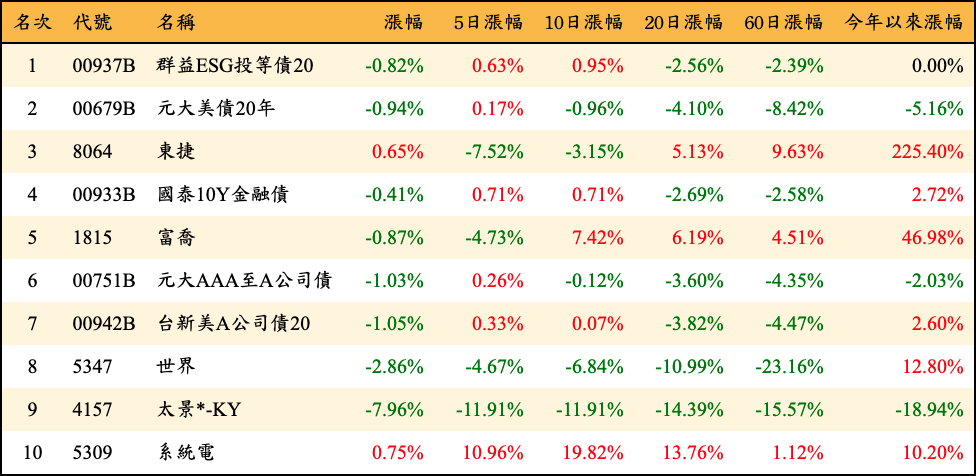 名次 代號 名稱 漲幅 5日漲幅 10日漲幅 20日漲幅 60日漲幅 今年以來漲幅
1 00937B 群益ESG投等債20 -0.82% 0.63% 0.95% -2.56% -2.39% 0.00%
2 00679B 元大美債20年 -0.94% 0.17% -0.96% -4.10% -8.42% -5.16%
3 8064 東捷 0.65% -7.52% -3.15% 5.13% 9.63% 225.40%
4 00933B 國泰10Y金融債 -0.41% 0.71% 0.71% -2.69% -2.58% 2.72%
5 1815 富喬 -0.87% -4.73% 7.42% 6.19% 4.51% 46.98%
6 00751B 元大AAA至A公司債 -1.03% 0.26% -0.12% -3.60% -4.35% -2.03%
7 00942B 台新美A公司債20 -1.05% 0.33% 0.07% -3.82% -4.47% 2.60%
8 5347 世界 -2.86% -4.67% -6.84% -10.99% -23.16% 12.80%
9 4157 太景*-KY -7.96% -11.91% -11.91% -14.39% -15.57% -18.94%
10 5309 系統電 0.75% 10.96% 19.82% 13.76% 1.12% 10.20%